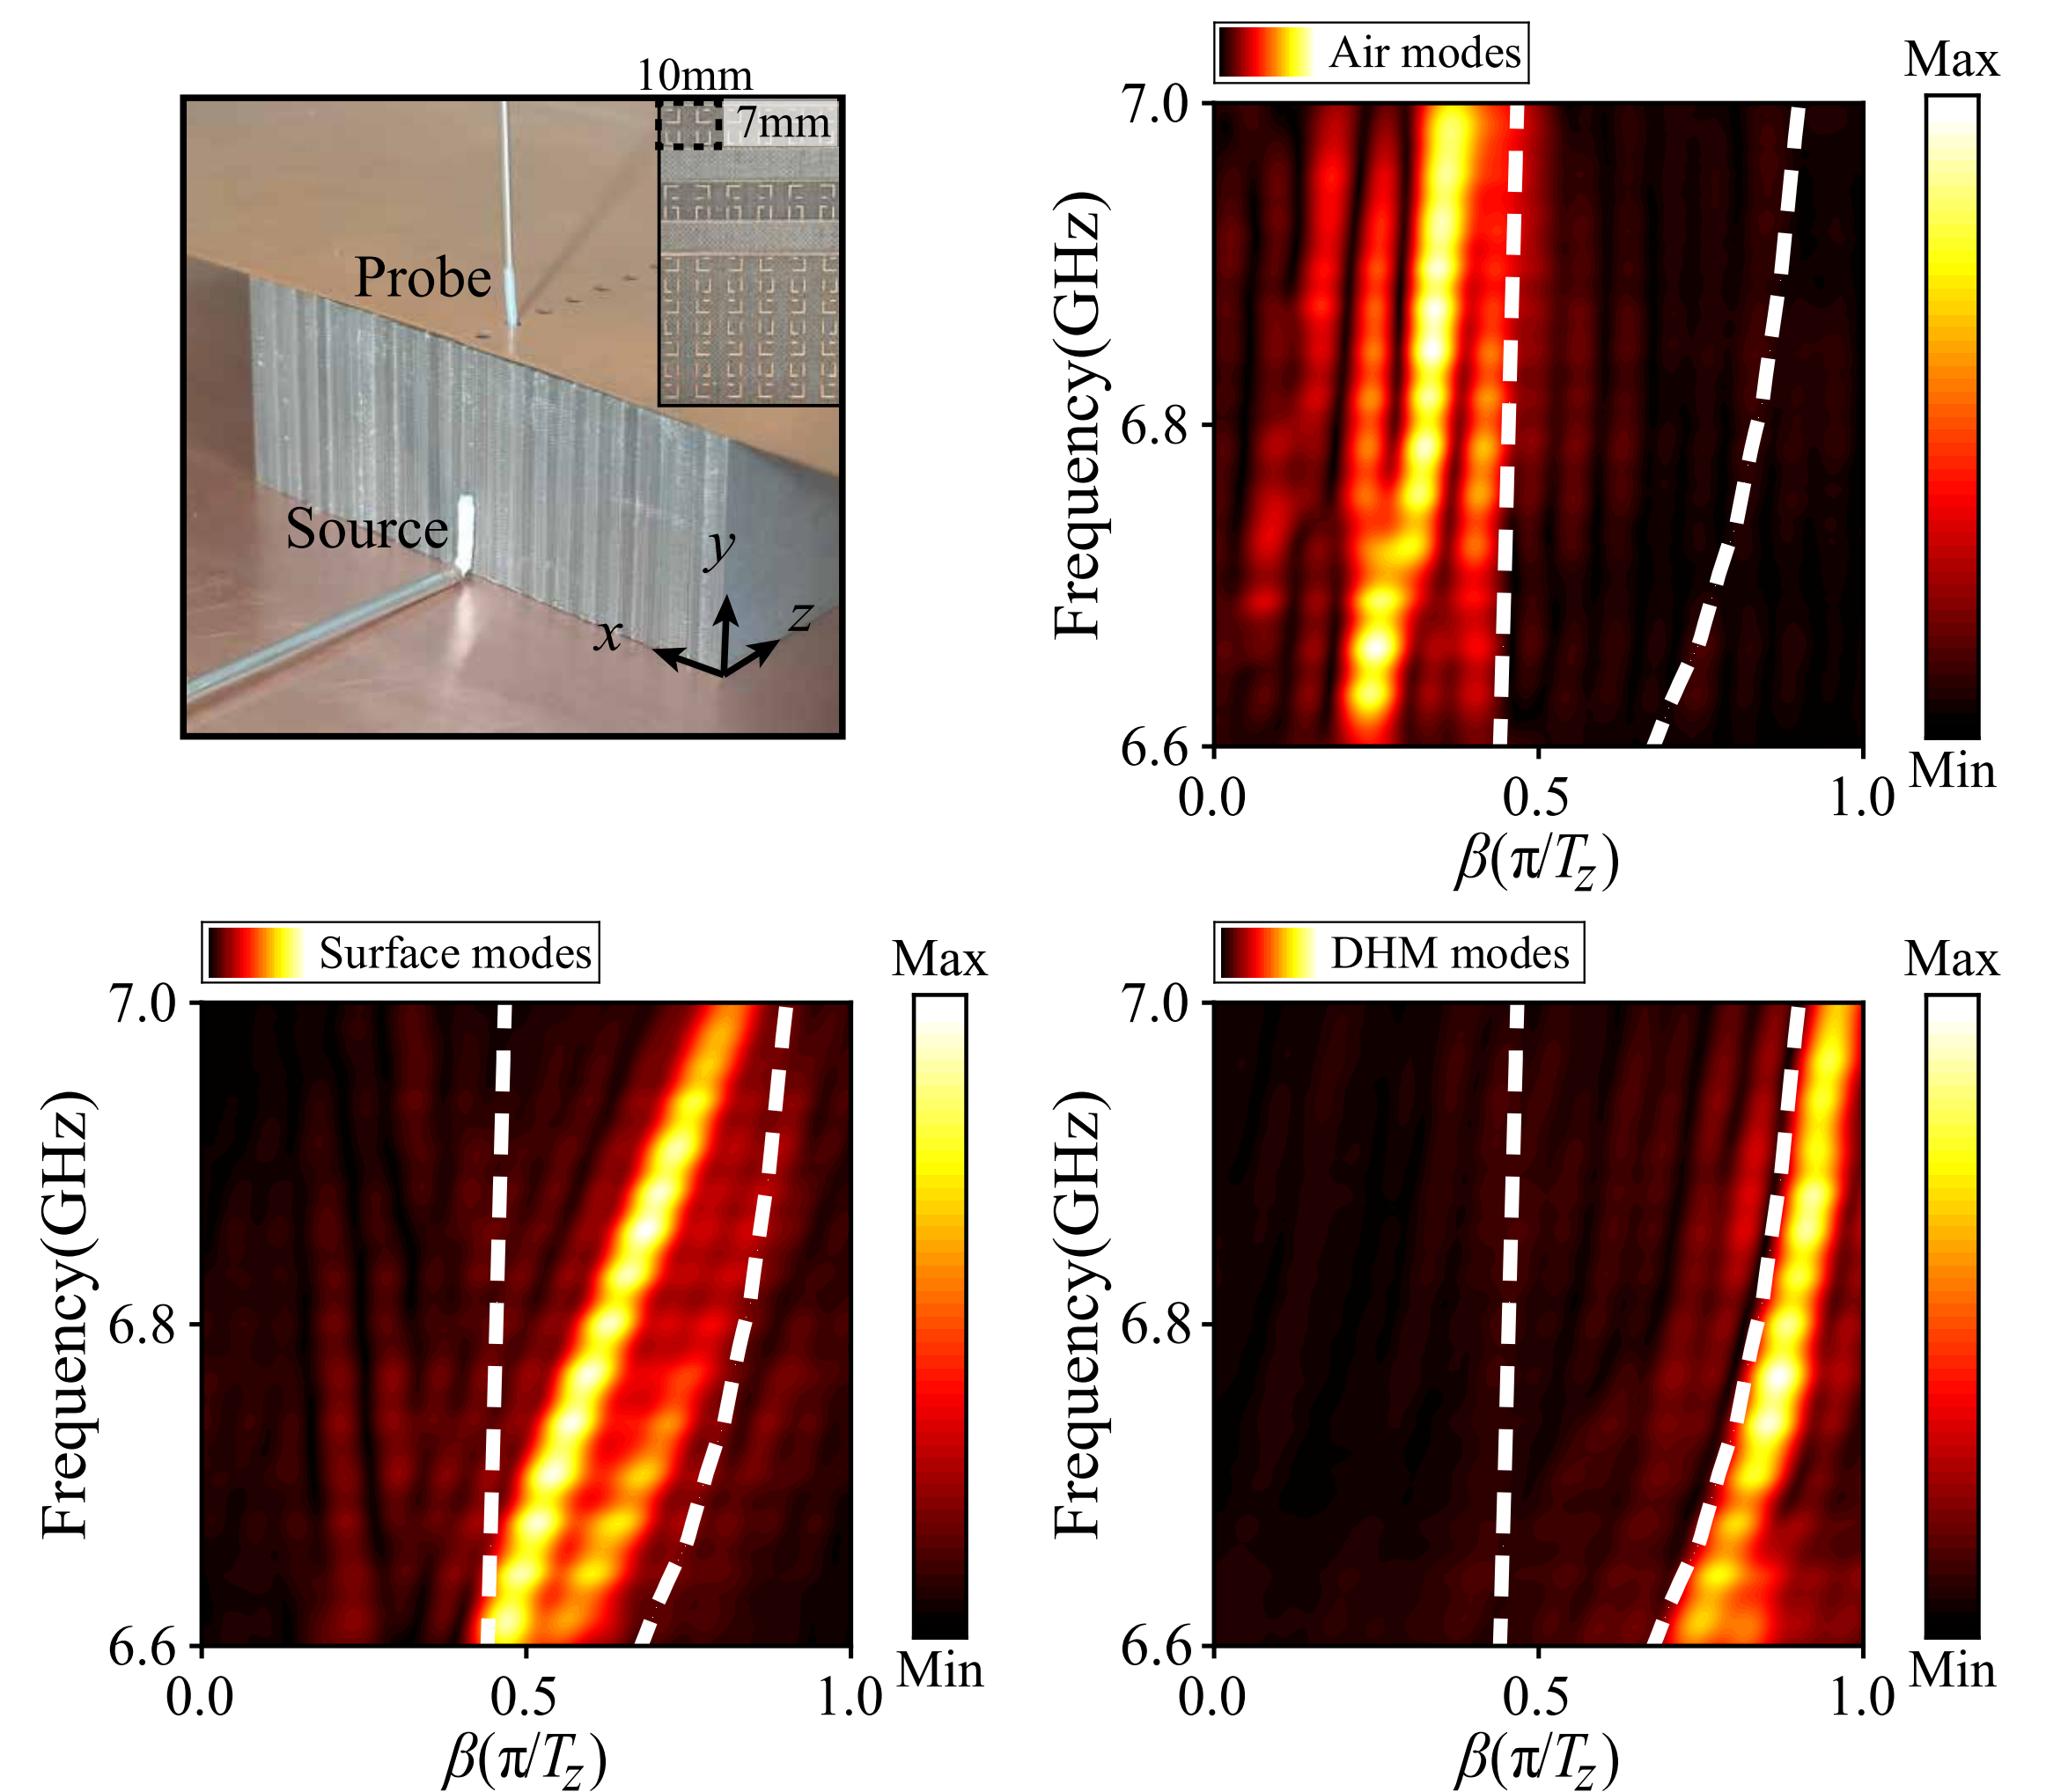 10mm
7mm
Probe
Source
y
z
x
Air modes
Max
7.0
6.8
6.6
Frequency(GHz)
Min
0.0
0.5
1.0
β(π/Tz)
Surface modes
Max
7.0
6.8
6.6
Frequency(GHz)
Min
0.0
0.5
1.0
β(π/Tz)
DHM modes
Max
7.0
6.8
6.6
Frequency(GHz)
Min
0.0
0.5
1.0
β(π/Tz)